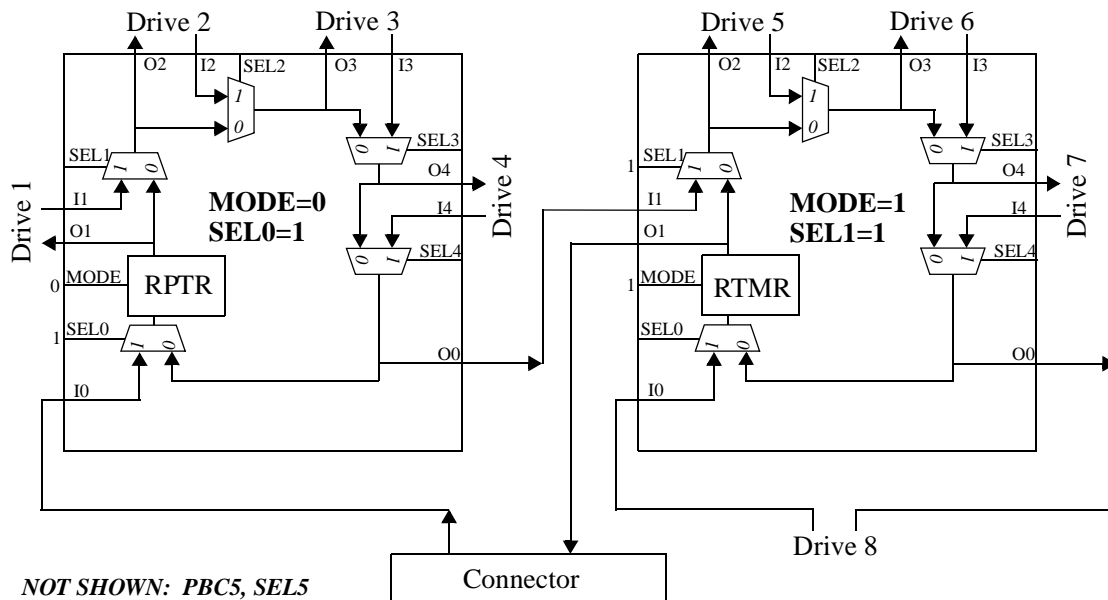 Drive 2 Drive 3 Drive 5 Drive 6
O2 I2 SEL2 O3 I3 O2 I2 SEL2 O3 I3
1 1
0 0
0 1 SEL3 0 1 SEL3
SEL1 1 0 O4 1 SEL1 1 0 O4
Drive 1 I1 MODE=0 I4 Drive 4 I1 MODE=1 I4 Drive 7
O1 SEL0=1 O1 SEL1=1
0 1 SEL4 0 1 SEL4
0 MODE RPTR 1 MODE RTMR
1 SEL0 1 0 1 SEL0 1 0
O0 O0
I0 I0
Drive 8
Connector
NOT SHOWN: PBC5, SEL5